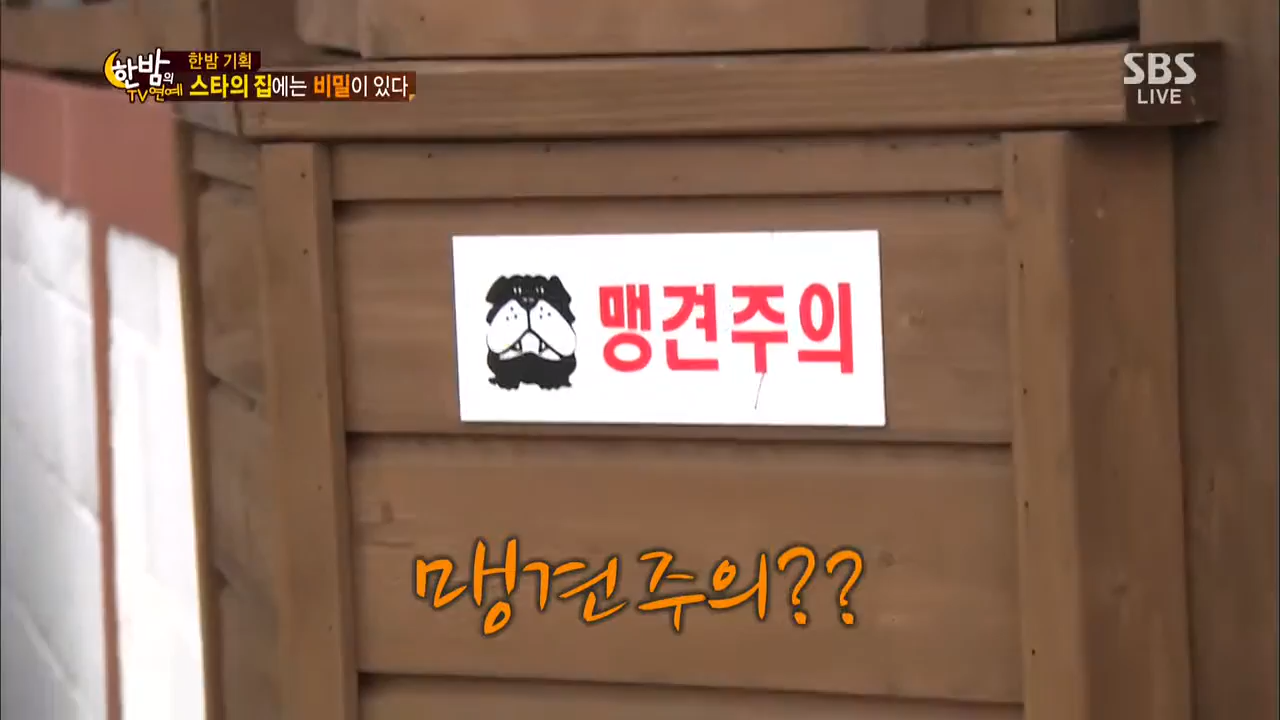 한밤의
TV연예
한밤 기획
스타의 집에는 비밀이 있다
SBS
LIVE
맹견주의
맹견주의??